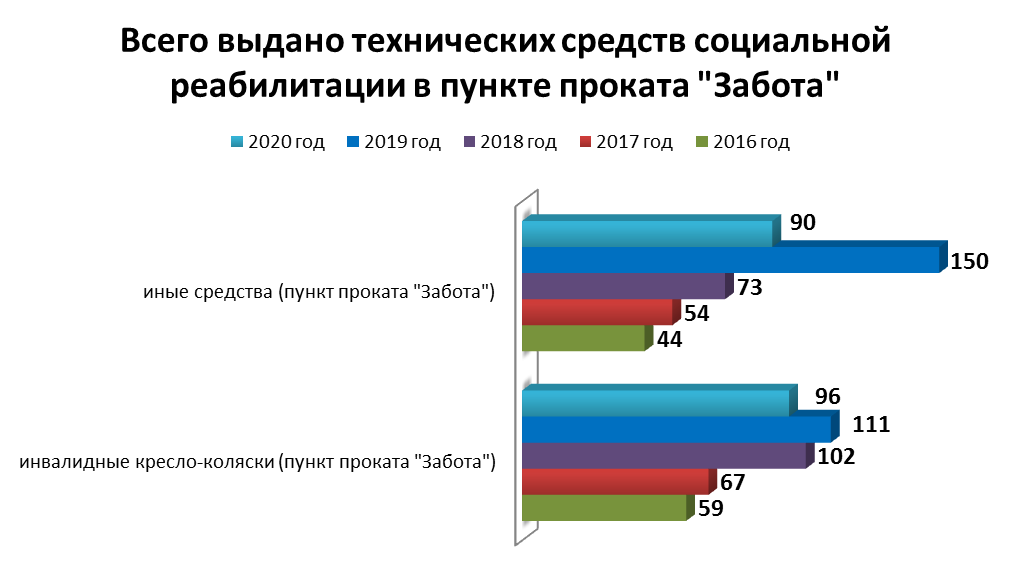 Всего выдано технических средств социальной
реабилитации в пункте проката "Забота"
2020 год 2019 год 2018 год 2017 год 2016 год
90
150
иные средства (пункт проката "Забота")
73
54
44
96
111
102
инвалидные кресло-коляски (пункт проката "Забота")
67
59